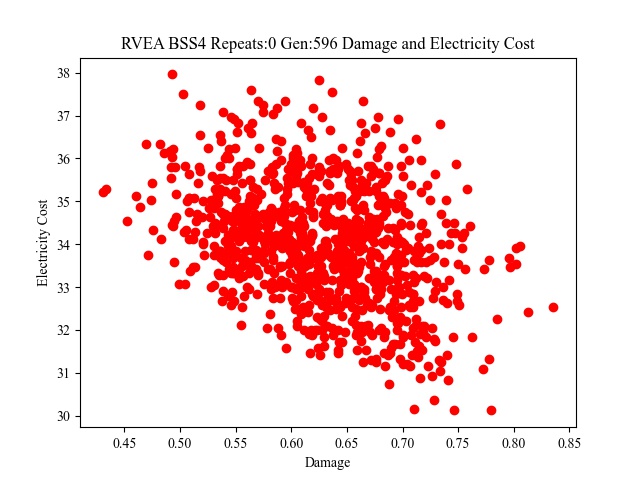 RVEA BSS4 Repeats:0 Gen:596 Damage and Electricity Cost
38
37
36
35
34
33
32
31
30
Electricity Cost
0.45 0.50 0.55 0.60 0.65 0.70 0.75 0.80 0.85
Damage